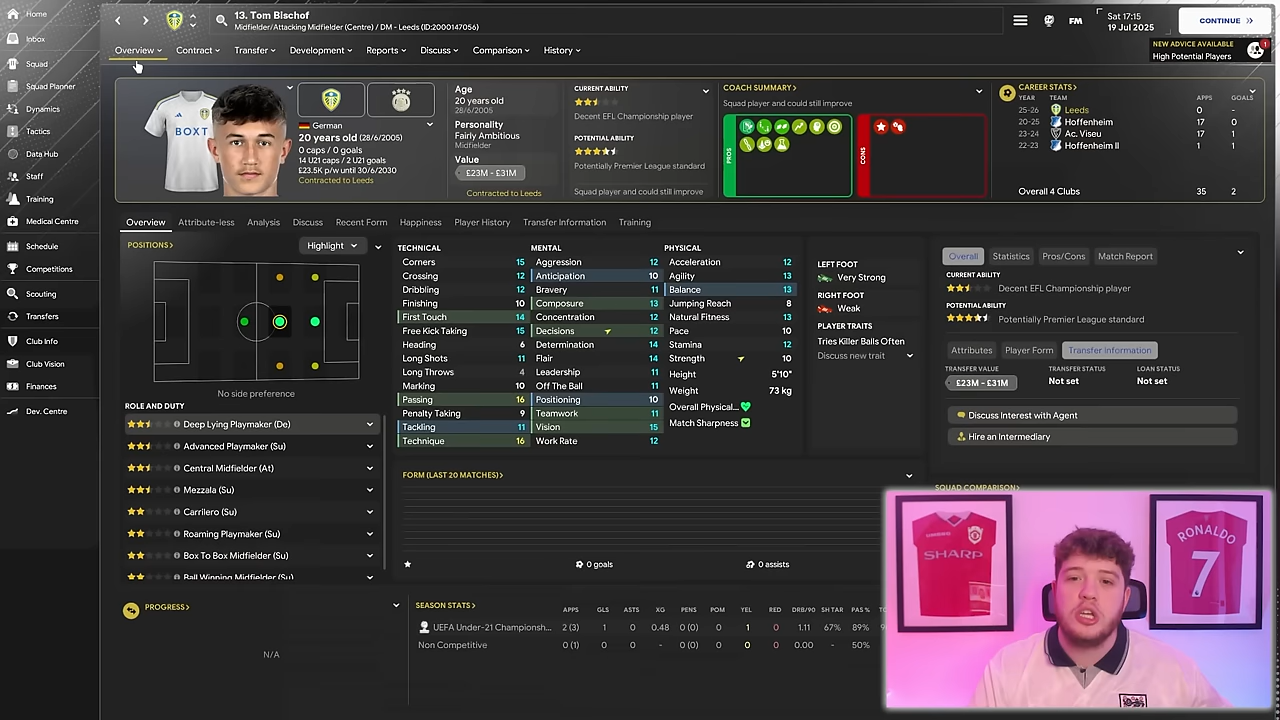 Home
Inbox
Squad
Squad Planner
Dynamics
Tactics
Data Hub
Staff
Training
Medical Centre
Schedule
Competitions
Scouting
Transfers
Club Info
Club Vision
Finances
Dev. Centre
13. Tom Bischof
Midfielder/Attacking Midfielder (Centre) / DM - Leeds (ID:2000147056)
FM
Sat 17:15
19 Jul 2025
CONTINUE
Overview
Contract
Transfer
Development
Reports
Discuss
Comparison
History
NEW ADVICE AVAILABLE
High Potential Players
1
BOXT
German
20 years old (28/6/2005)
0 caps / 0 goals
14 U21 caps / 2 U21 goals
£23.5K p/w until 30/6/2030
Contracted to Leeds
Age
20 years old
28/6/2005
Personality
Fairly Ambitious
Midfielder
Value
£23M - £31M
Contracted to Leeds
CURRENT ABILITY
Decent EFL Championship player
POTENTIAL ABILITY
Potentially Premier League standard
Squad player and could still improve
COACH SUMMARY>
Squad player and could still improve
PROS
CONS
CAREER STATS>
YEAR TEAM APPS GOALS
25-26 Leeds 0 -
20-25 Hoffenheim 17 0
23-24 Ac. Viseu 17 1
22-23 Hoffenheim II 1 1
Overall 4 Clubs 35 2
Overview
Attribute-less
Analysis
Discuss
Recent Form
Happiness
Player History
Transfer Information
Training
POSITIONS>
Highlight
No side preference
ROLE AND DUTY
Deep Lying Playmaker (De)
Advanced Playmaker (Su)
Central Midfielder (At)
Mezzala (Su)
Carrilero (Su)
Roaming Playmaker (Su)
Box To Box Midfielder (Su)
Ball Winning Midfielder (Su)
TECHNICAL
Corners 15
Crossing 12
Dribbling 12
Finishing 10
First Touch 14
Free Kick Taking 15
Heading 6
Long Shots 11
Long Throws 4
Marking 10
Passing 16
Penalty Taking 9
Tackling 11
Technique 16
MENTAL
Aggression 12
Anticipation 10
Bravery 11
Composure 13
Concentration 12
Decisions 12
Determination 14
Flair 14
Leadership 11
Off The Ball 11
Positioning 10
Teamwork 11
Vision 15
Work Rate 12
PHYSICAL
Acceleration 12
Agility 13
Balance 13
Jumping Reach 8
Natural Fitness 13
Pace 10
Stamina 12
Strength 10
Height 5'10"
Weight 73 kg
Overall Physical...
Match Sharpness
LEFT FOOT
Very Strong
RIGHT FOOT
Weak
PLAYER TRAITS
Tries Killer Balls Often
Discuss new trait
Overall
Statistics
Pros/Cons
Match Report
CURRENT ABILITY
Decent EFL Championship player
POTENTIAL ABILITY
Potentially Premier League standard
Attributes
Player Form
Transfer Information
TRANSFER VALUE
£23M - £31M
TRANSFER STATUS
Not set
LOAN STATUS
Not set
Discuss Interest with Agent
Hire an Intermediary
SQUAD COMPARISON>
FORM (LAST 20 MATCHES)>
0 goals
0 assists
PROGRESS>
N/A
SEASON STATS>
APPS GLS ASTS XG PENS POM YEL RED DRB/90 SH TAR PAS %
UEFA Under-21 Championsh... 2 (3) 1 0 0.48 0 (0) 0 1 0 1.11 67% 89%
Non Competitive 0 (1) 0 0 - 0 (0) 0 0 0 0.00 - 50%
SHARP
RONALDO
7